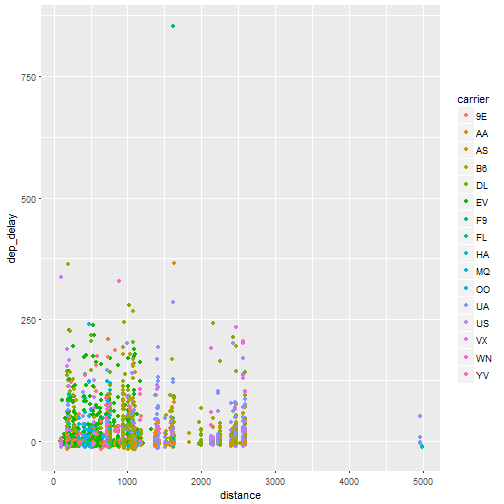 750
500
250
0
dep_delay
0
1000
2000
3000
4000
5000
distance
carrier
9E
AA
AS
B6
DL
EV
F9
FL
HA
MQ
OO
UA
US
VX
WN
YV